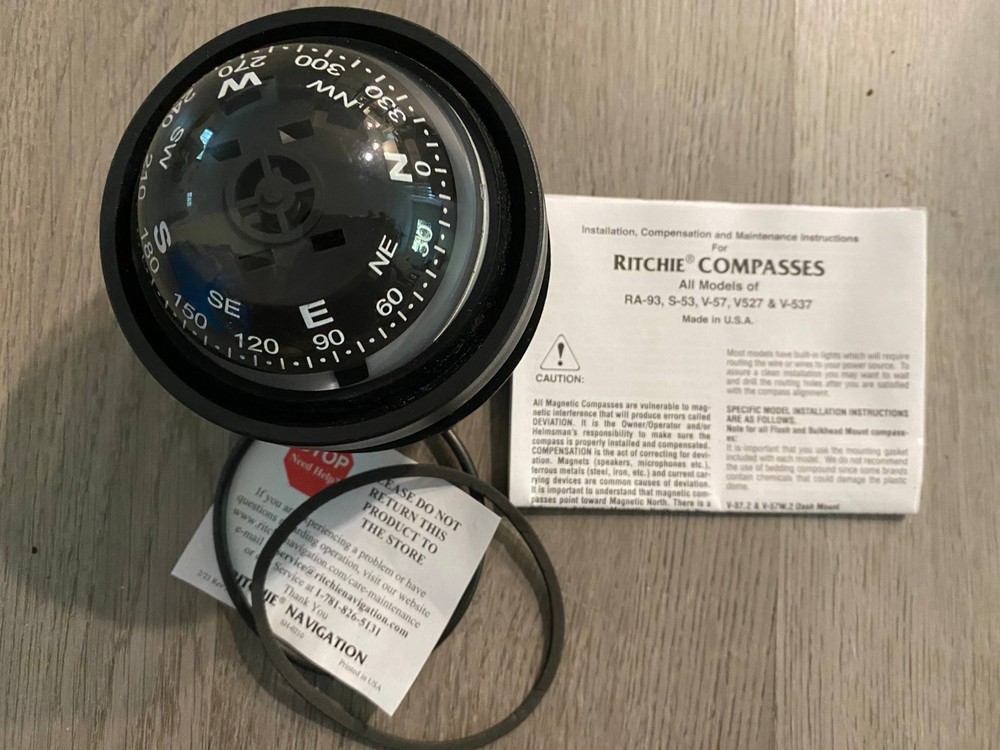 270
W
300
NW
330
N
0
30
NE
60
E
90
120
SE
150
180
S
210
SW
240
Installation, Compensation and Maintenance Instructions
For
RITCHIE® COMPASSES
All Models of
RA-93, S-53, V-57, V527 & V-537
Made in U.S.A.
CAUTION:
All Magnetic Compasses are vulnerable to mag-
netic interference that will produce errors called
DEVIATION. It is the Owner/Operator and/or
Helmsman's responsibility to make sure the
compass is properly installed and compensated.
COMPENSATION is the act of correcting for devi-
ation. Magnets (speakers, microphones etc.),
ferrous metals (steel, iron, etc.) and current car-
rying devices are common causes of deviation.
It is important to understand that magnetic com-
passes point toward Magnetic North. There is a
Most models have built-in lights which will require
routing the wire or wires to your power source. To
assure a clean installation you may want to wait
and drill the routing holes after you are satisfied
with the compass alignment.
SPECIFIC MODEL INSTALLATION INSTRUCTIONS
ARE AS FOLLOWS.
Note for all Flush and Bulkhead Mount compass-
es:
It is important that you use the mounting gasket
included with each model. We do not recommend
the use of bedding compound since some brands
contain chemicals that could damage the plastic
dome.
V-57.2 & V-57W.2 Dash Mount
STOP
Need Help?
PLEASE DO NOT
RETURN THIS
PRODUCT TO
THE STORE
If you are experiencing a problem or have
questions regarding operation, visit our website
www.ritchienavigation.com/care-maintenance
e-mail service@ritchienavigation.com
or Service at 1-781-826-5131
Thank You
RITCHIE® NAVIGATION
2/23 Rev
Printed in USA